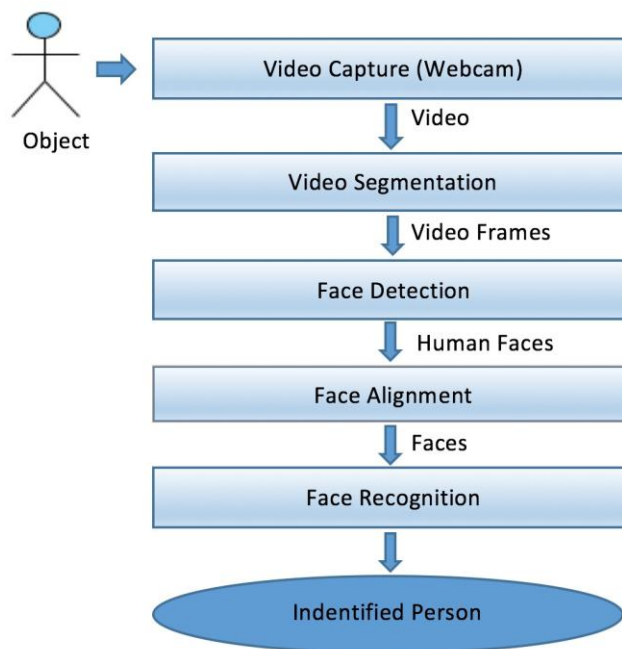 Object
Video Capture (Webcam)
Video
Video Segmentation
Video Frames
Face Detection
Human Faces
Face Alignment
Faces
Face Recognition
Indentified Person